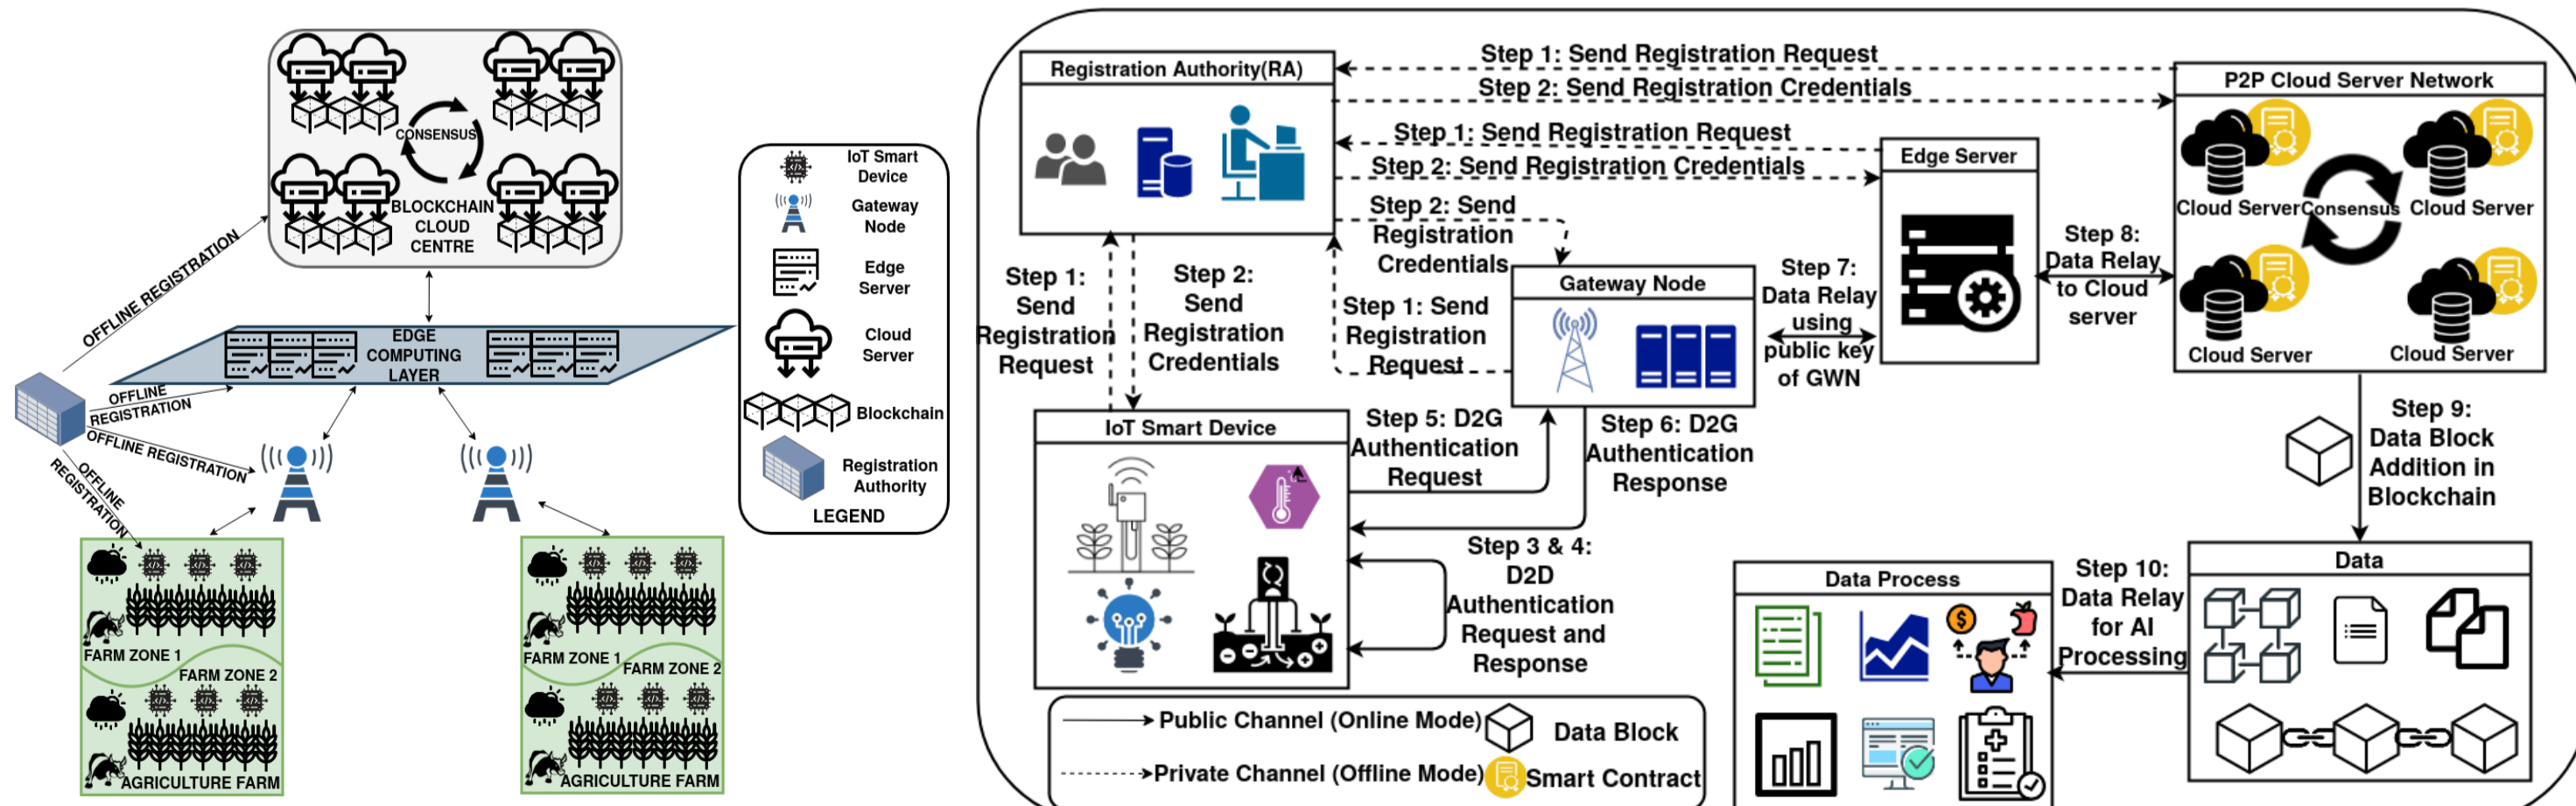 CONSENSUS
BLOCKCHAIN
CLOUD
CENTRE
OFFLINE REGISTRATION
EDGE
COMPUTING
LAYER
OFFLINE
REGISTRATION
OFFLINE REGISTRATION
OFFLINE
REGISTRATION
FARM ZONE 1
FARM ZONE 2
AGRICULTURE FARM
FARM ZONE 1
FARM ZONE 2
AGRICULTURE FARM
IoT Smart
Device
Gateway
Node
Edge
Server
Cloud
Server
Blockchain
Registration
Authority
LEGEND
Registration Authority(RA)
Step 1: Send Registration Request
Step 2: Send Registration Credentials
Step 1: Send Registration Request
Step 2: Send Registration Credentials
Step 2: Send
Registration
Credentials
Step 1:
Send
Registration
Request
Step 2:
Send
Registration
Credentials
Step 1: Send
Registration
Request
Gateway Node
Step 7:
Data Relay
using
public key
of GWN
Edge Server
Step 8:
Data Relay
to Cloud
server
P2P Cloud Server Network
Cloud Server
Consensus
Cloud Server
Cloud Server
Cloud Server
IoT Smart Device
Step 5: D2G
Authentication
Request
Step 6: D2G
Authentication
Response
Step 3 & 4:
D2D
Authentication
Request and
Response
Step 9:
Data Block
Addition in
Blockchain
Data
Step 10:
Data Relay
for AI
Processing
Data Process
Public Channel (Online Mode)
Data Block
Private Channel (Offline Mode)
Smart Contract